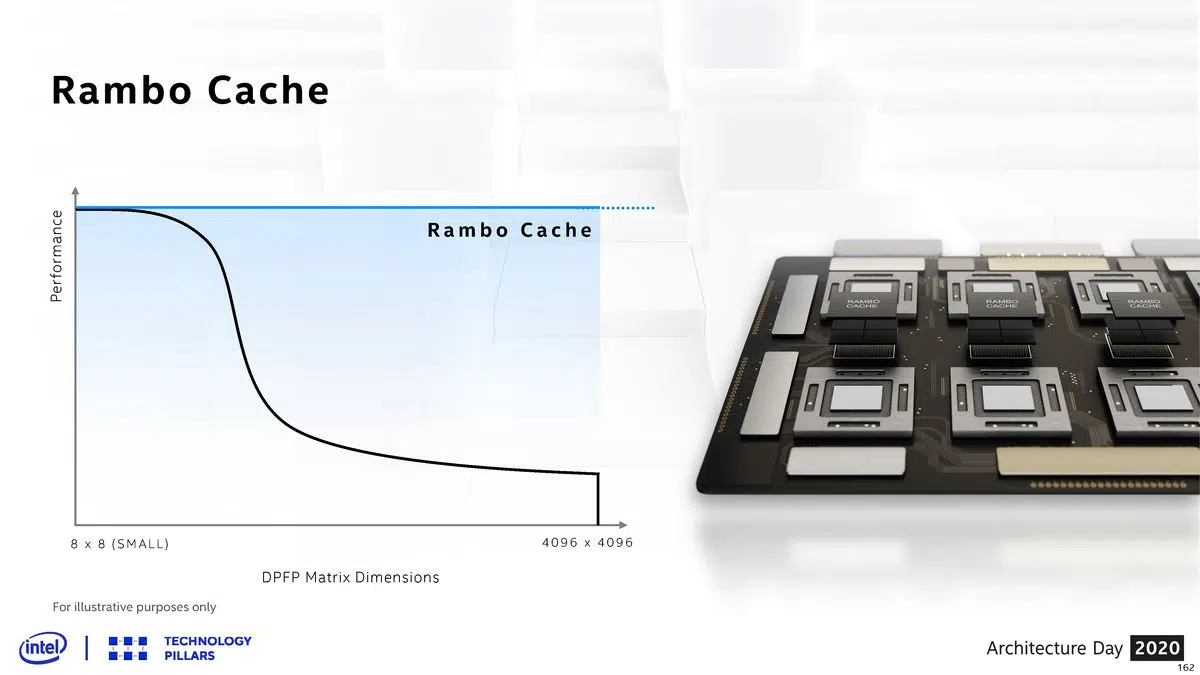 Rambo Cache
Performance
Rambo Cache
8 x 8 (SMALL)
4096 x 4096
DPFP Matrix Dimensions
RAMBO
CACHE
RAMBO
CACHE
RAMBO
CACHE
For illustrative purposes only
intel
TECHNOLOGY
PILLARS
Architecture Day 2020
162